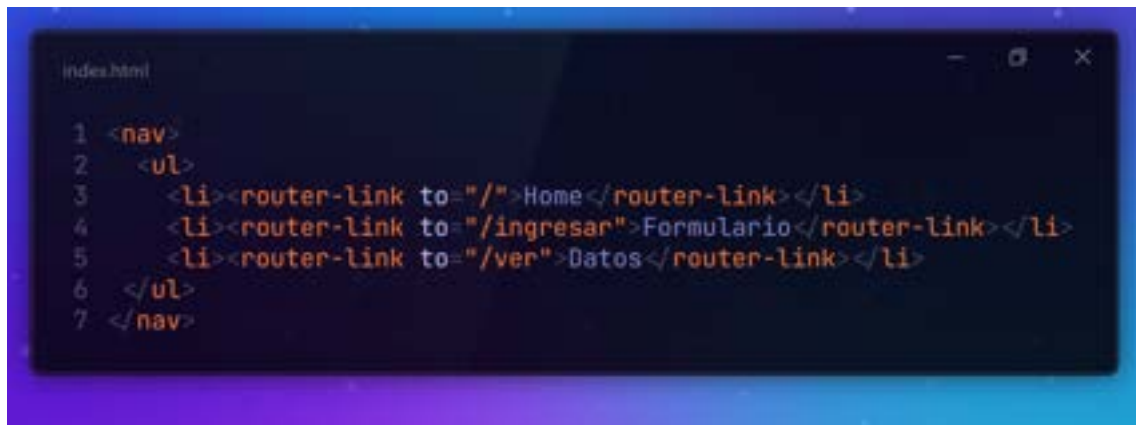 index.html
1 <nav>
2 <ul>
3 <li><router-link to="/">Home</router-link></li>
4 <li><router-link to="/ingresar">Formulario</router-link></li>
5 <li><router-link to="/ver">Datos</router-link></li>
6 </ul>
7 </nav>